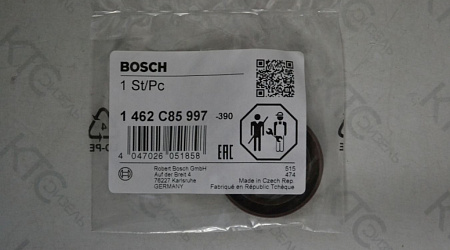 BOSCH
1 St/Pc
1 462 C85 997 -390
4 047026 051858
EAC
Robert Bosch GmbH
Auf der Breit 4
76227 Karlsruhe
GERMANY
515
474
Made in Czech Rep.
Fabriqué en République Tchèque